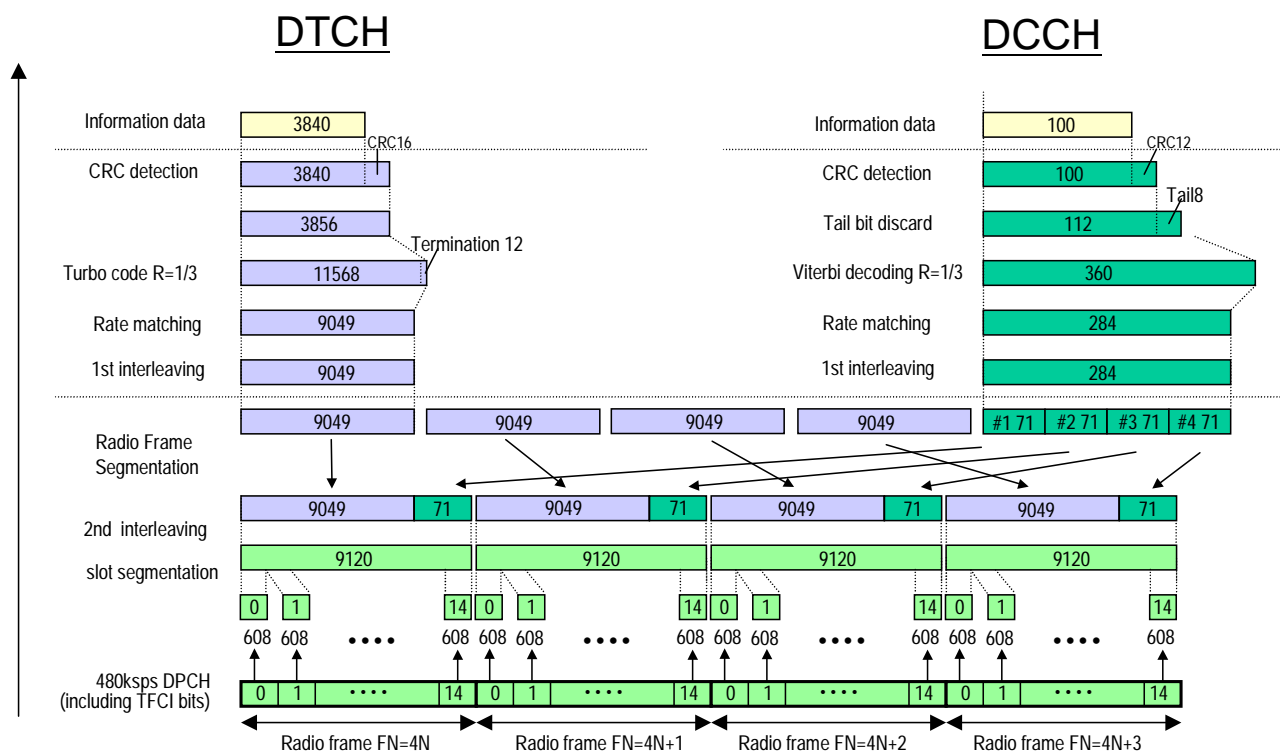 DTCH DCCH
Information data 3840 Information data 100
CRC16 CRC12
CRC detection 3840 CRC detection 100
Tail8
3856 Tail bit discard 112
Termination 12
Turbo code R=1/3 11568 Viterbi decoding R=1/3 360
Rate matching 9049 Rate matching 284
1st interleaving 9049 1st interleaving 284
9049 9049 9049 9049 #1 71 #2 71 #3 71 #4 71
Radio Frame
Segmentation
9049 71 9049 71 9049 71 9049 71
2nd interleaving
9120 9120 9120 9120
slot segmentation
0 1 14 0 1 14 0 1 14 0 1 14
608 608 •••• 608 608 608 •••• 608 608 608 •••• 608 608 608 •••• 608
480ksps DPCH
(including TFCI bits)
0 1 •••• 14 0 1 •••• 14 0 1 •••• 14 0 1 •••• 14
Radio frame FN=4N Radio frame FN=4N+1 Radio frame FN=4N+2 Radio frame FN=4N+3